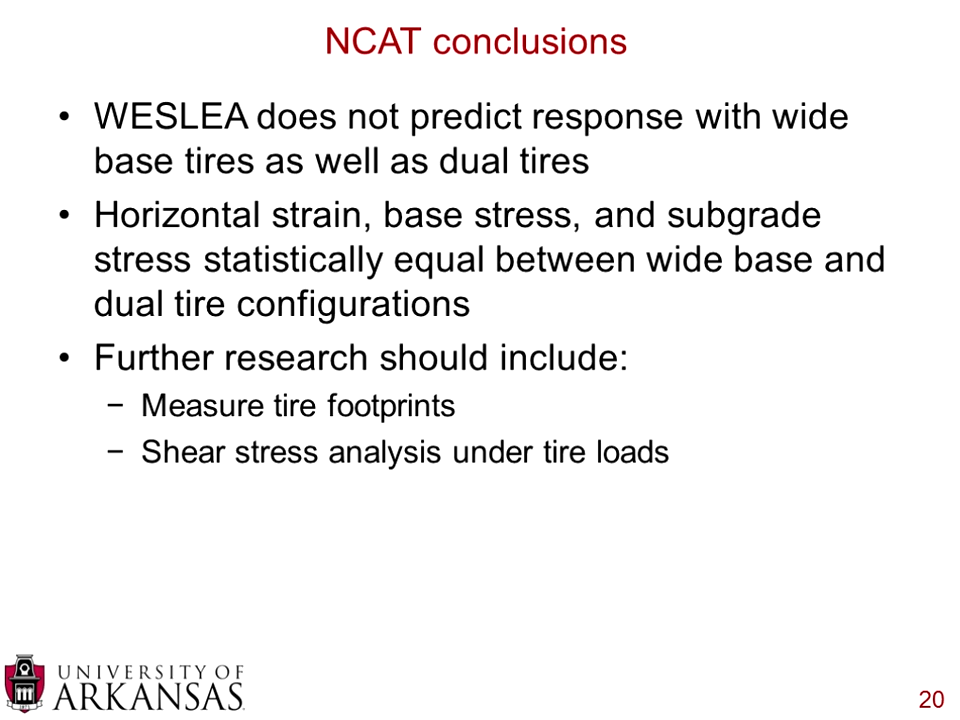 NCAT conclusions
• WESLEA does not predict response with wide
base tires as well as dual tires
• Horizontal strain, base stress, and subgrade
stress statistically equal between wide base and
dual tire configurations
• Further research should include:
− Measure tire footprints
− Shear stress analysis under tire loads
UNIVERSITY OF
ARKANSAS
20